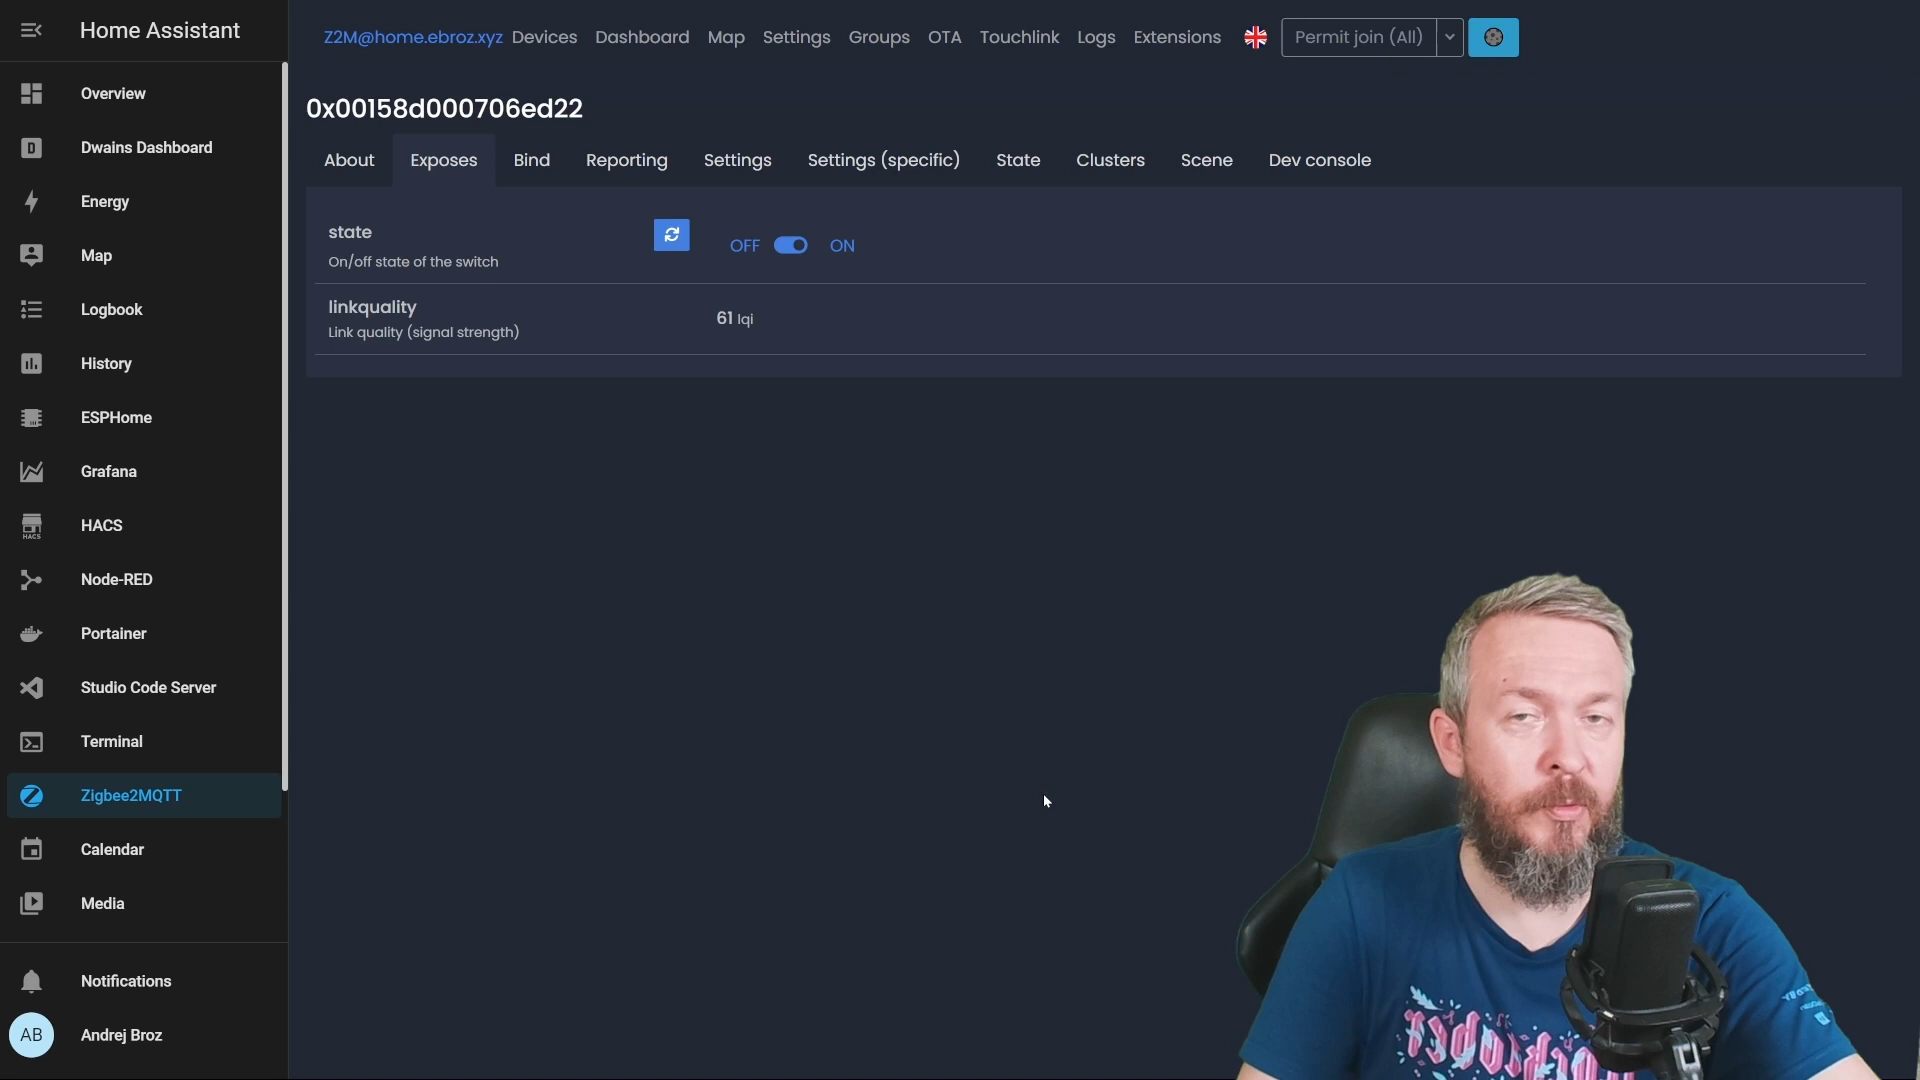 Home Assistant
Z2M@home.ebroz.xyz Devices Dashboard Map Settings Groups OTA Touchlink Logs Extensions Permit join (All)
0x00158d000706ed22
About Exposes Bind Reporting Settings Settings (specific) State Clusters Scene Dev console
state
On/off state of the switch
OFF ON
linkquality
Link quality (signal strength)
61 lqi
Overview
D Dwains Dashboard
Energy
Map
Logbook
History
ESPHome
Grafana
HACS HACS
Node-RED
Portainer
Studio Code Server
Terminal
Zigbee2MQTT
Calendar
Media
Notifications
AB Andrej Broz